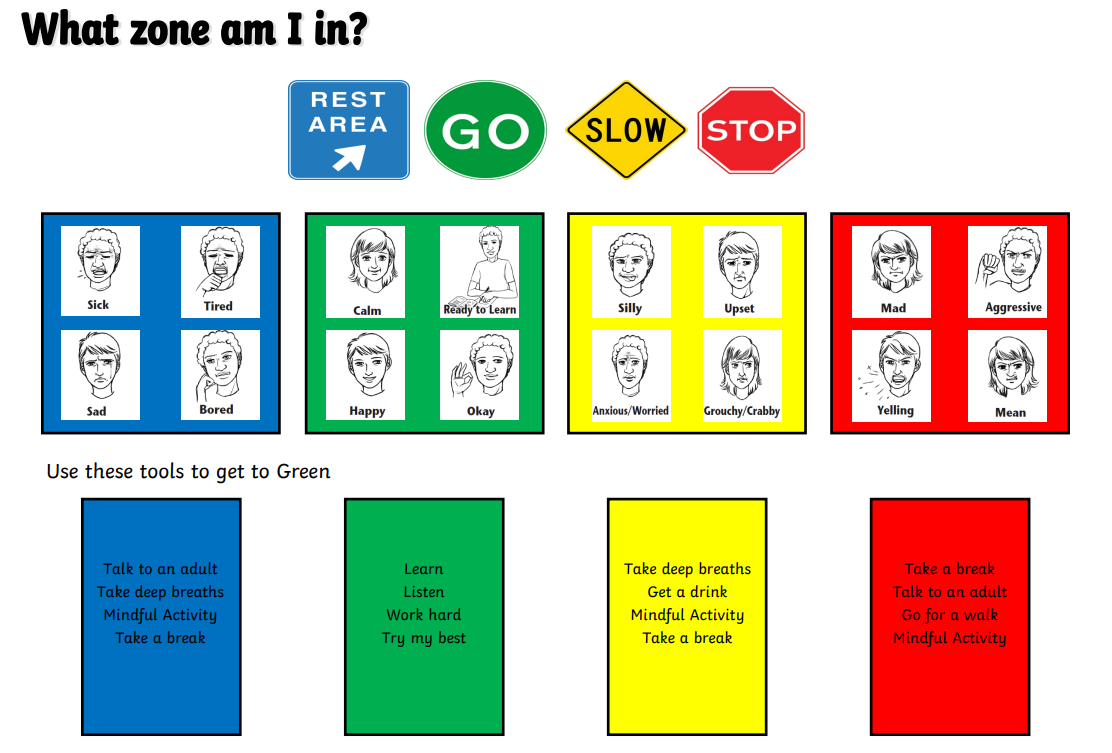 What zone am I in?
REST
AREA
GO
SLOW
STOP
Sick
Tired
Sad
Bored
Calm
Ready to Learn
Happy
Okay
Silly
Upset
Anxious/Worried
Grouchy/Crabby
Mad
Aggressive
Yelling
Mean
Use these tools to get to Green
Talk to an adult
Take deep breaths
Mindful Activity
Take a break
Learn
Listen
Work hard
Try my best
Take deep breaths
Get a drink
Mindful Activity
Take a break
Take a break
Talk to an adult
Go for a walk
Mindful Activity